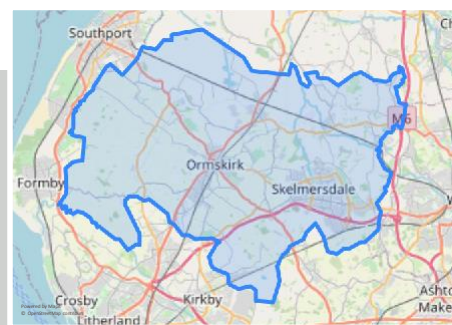 Southport
Ch
M6
Ormskirk
Formby
Skelmersdale
W
Crosby
Kirkby
Litherland
Ashto
Make